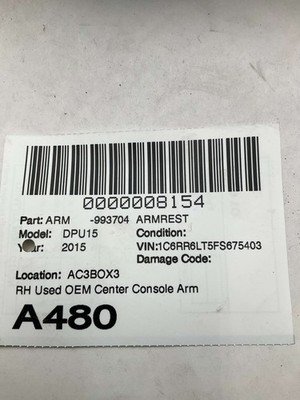 0000008154
Part: ARM -993704 ARMREST
Model: DPU15 Condition:
Year: 2015 VIN:1C6RR6LT5FS675403
Damage Code:
Location: AC3BOX3
RH Used OEM Center Console Arm
A480